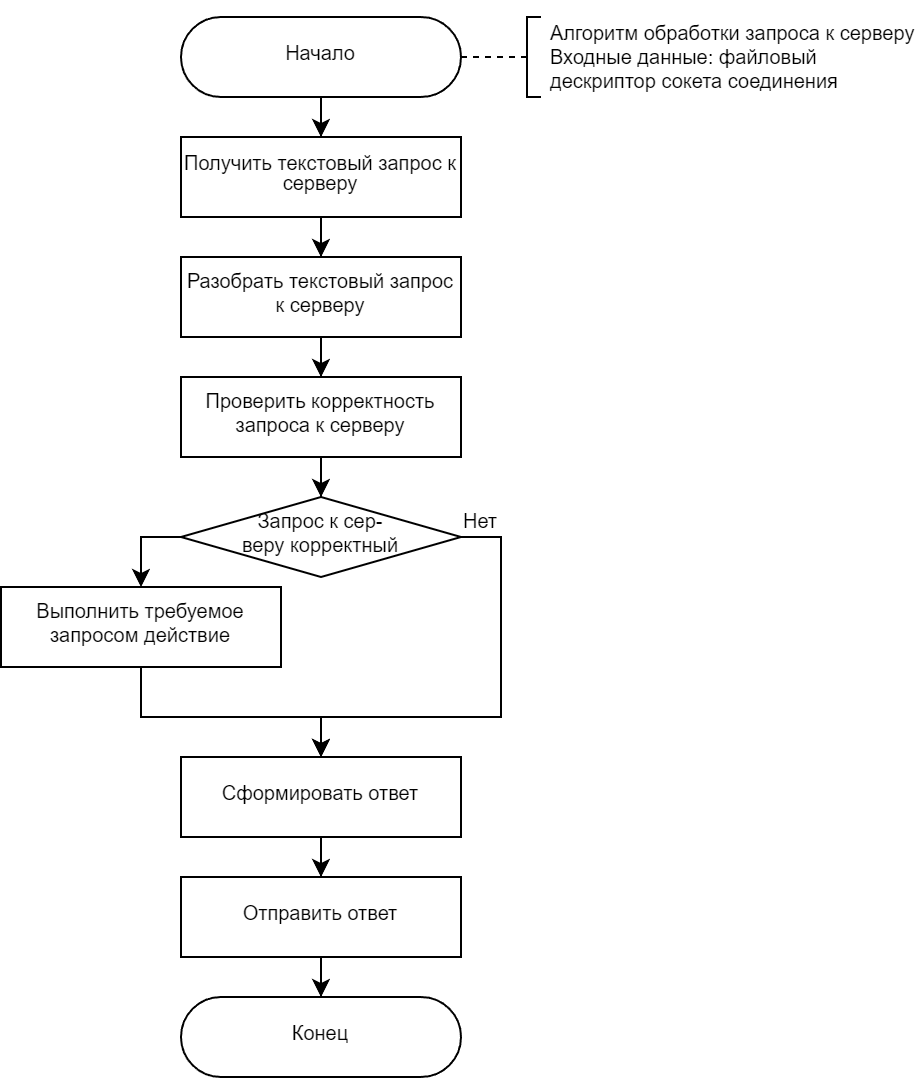 Начало
Алгоритм обработки запроса к серверу
Входные данные: файловый
дескриптор сокета соединения
Получить текстовый запрос к
серверу
Разобрать текстовый запрос
к серверу
Проверить корректность
запроса к серверу
Запрос к сер-
веру корректный
Нет
Выполнить требуемое
запросом действие
Сформировать ответ
Отправить ответ
Конец